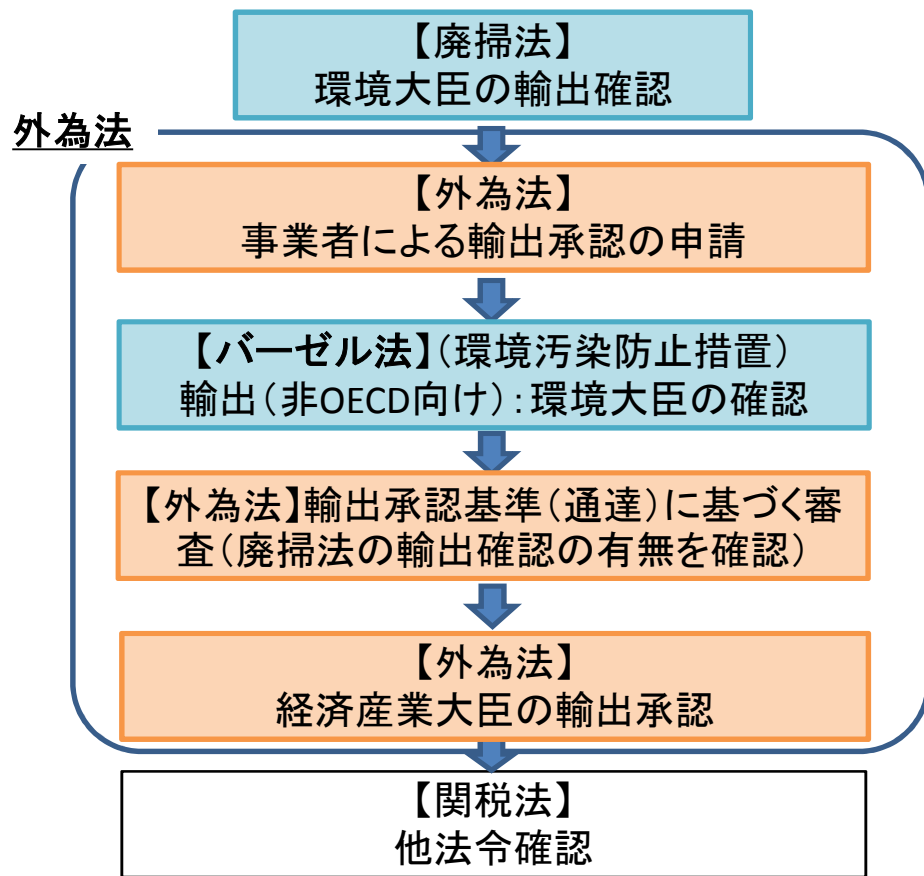 【廃掃法】
環境大臣の輸出確認
外為法
【外為法】
事業者による輸出承認の申請
【バーゼル法】(環境汚染防止措置)
輸出(非OECD向け):環境大臣の確認
【外為法】輸出承認基準(通達)に基づく審
査(廃掃法の輸出確認の有無を確認)
【外為法】
経済産業大臣の輸出承認
【関税法】
他法令確認